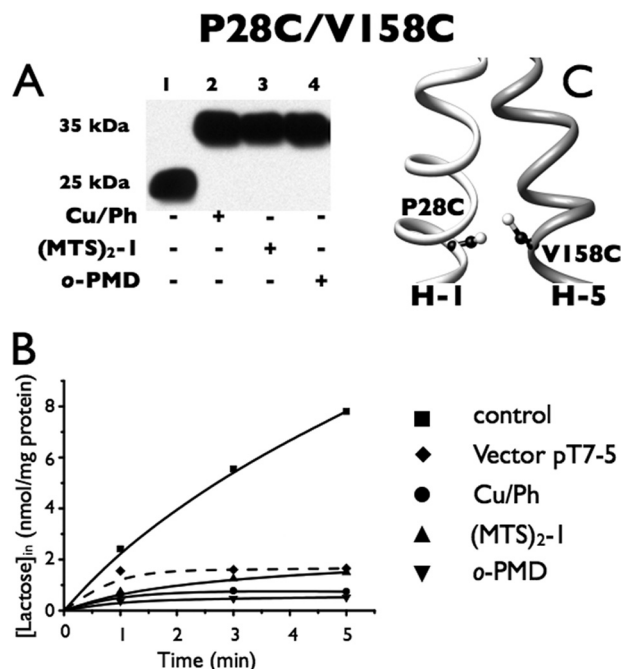 P28C/V158C
A
1 2 3 4
35 kDa
25 kDa
Cu/Ph - + - -
(MTS)₂-1 - - + -
o-PMD - - - +
C
P28C
V158C
H-1 H-5
B
[Lactose]in (nmol/mg protein)
8
6
4
2
0
0 1 2 3 4 5
Time (min)
control
Vector pT7-5
Cu/Ph
(MTS)₂-1
o-PMD